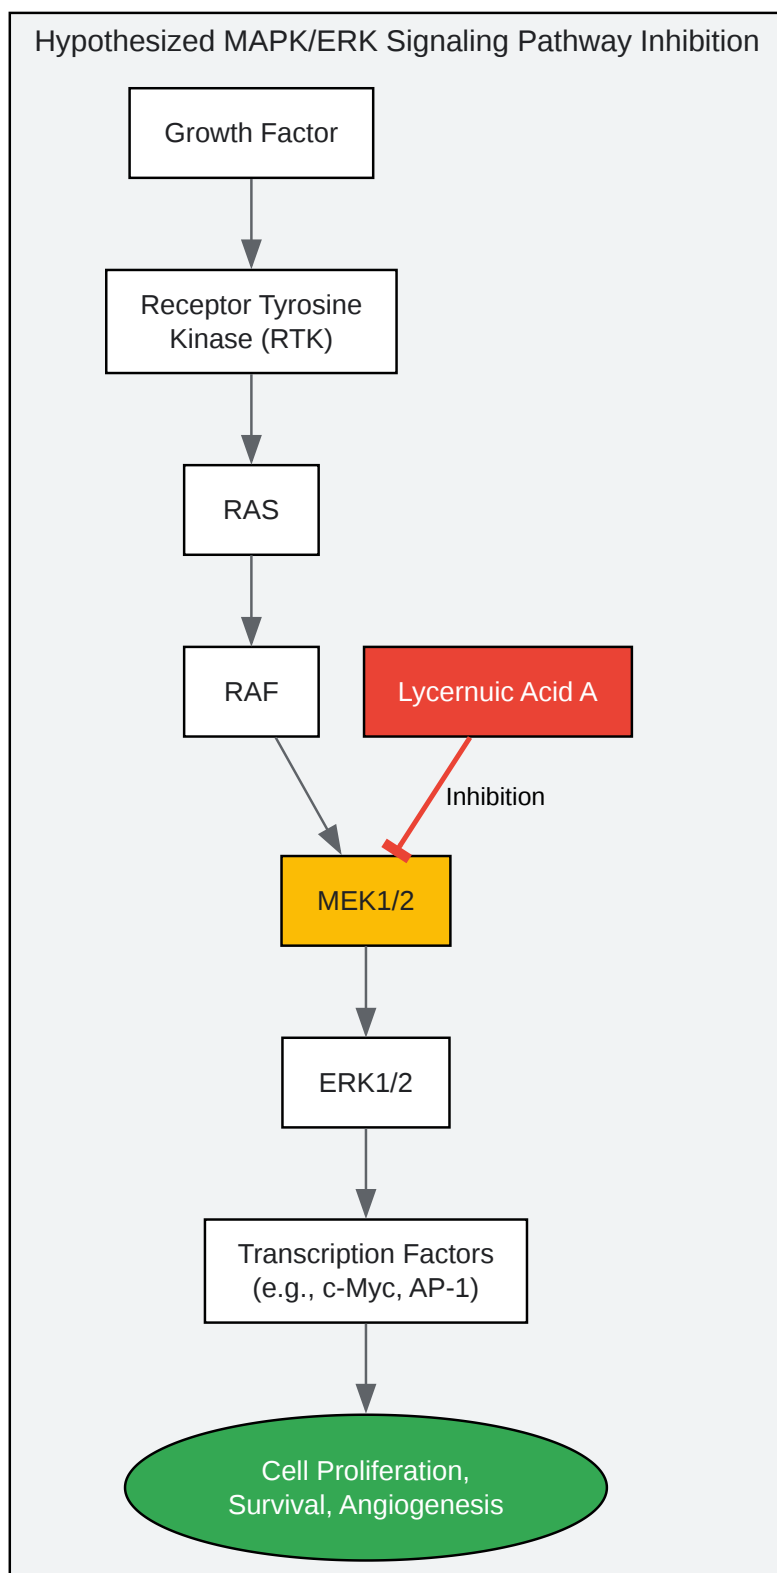 Hypothesized MAPK/ERK Signaling Pathway Inhibition
Growth Factor
Receptor Tyrosine
Kinase (RTK)
RAS
RAF
Lycernuic Acid A
Inhibition
MEK1/2
ERK1/2
Transcription Factors
(e.g., c-Myc, AP-1)
Cell Proliferation,
Survival, Angiogenesis